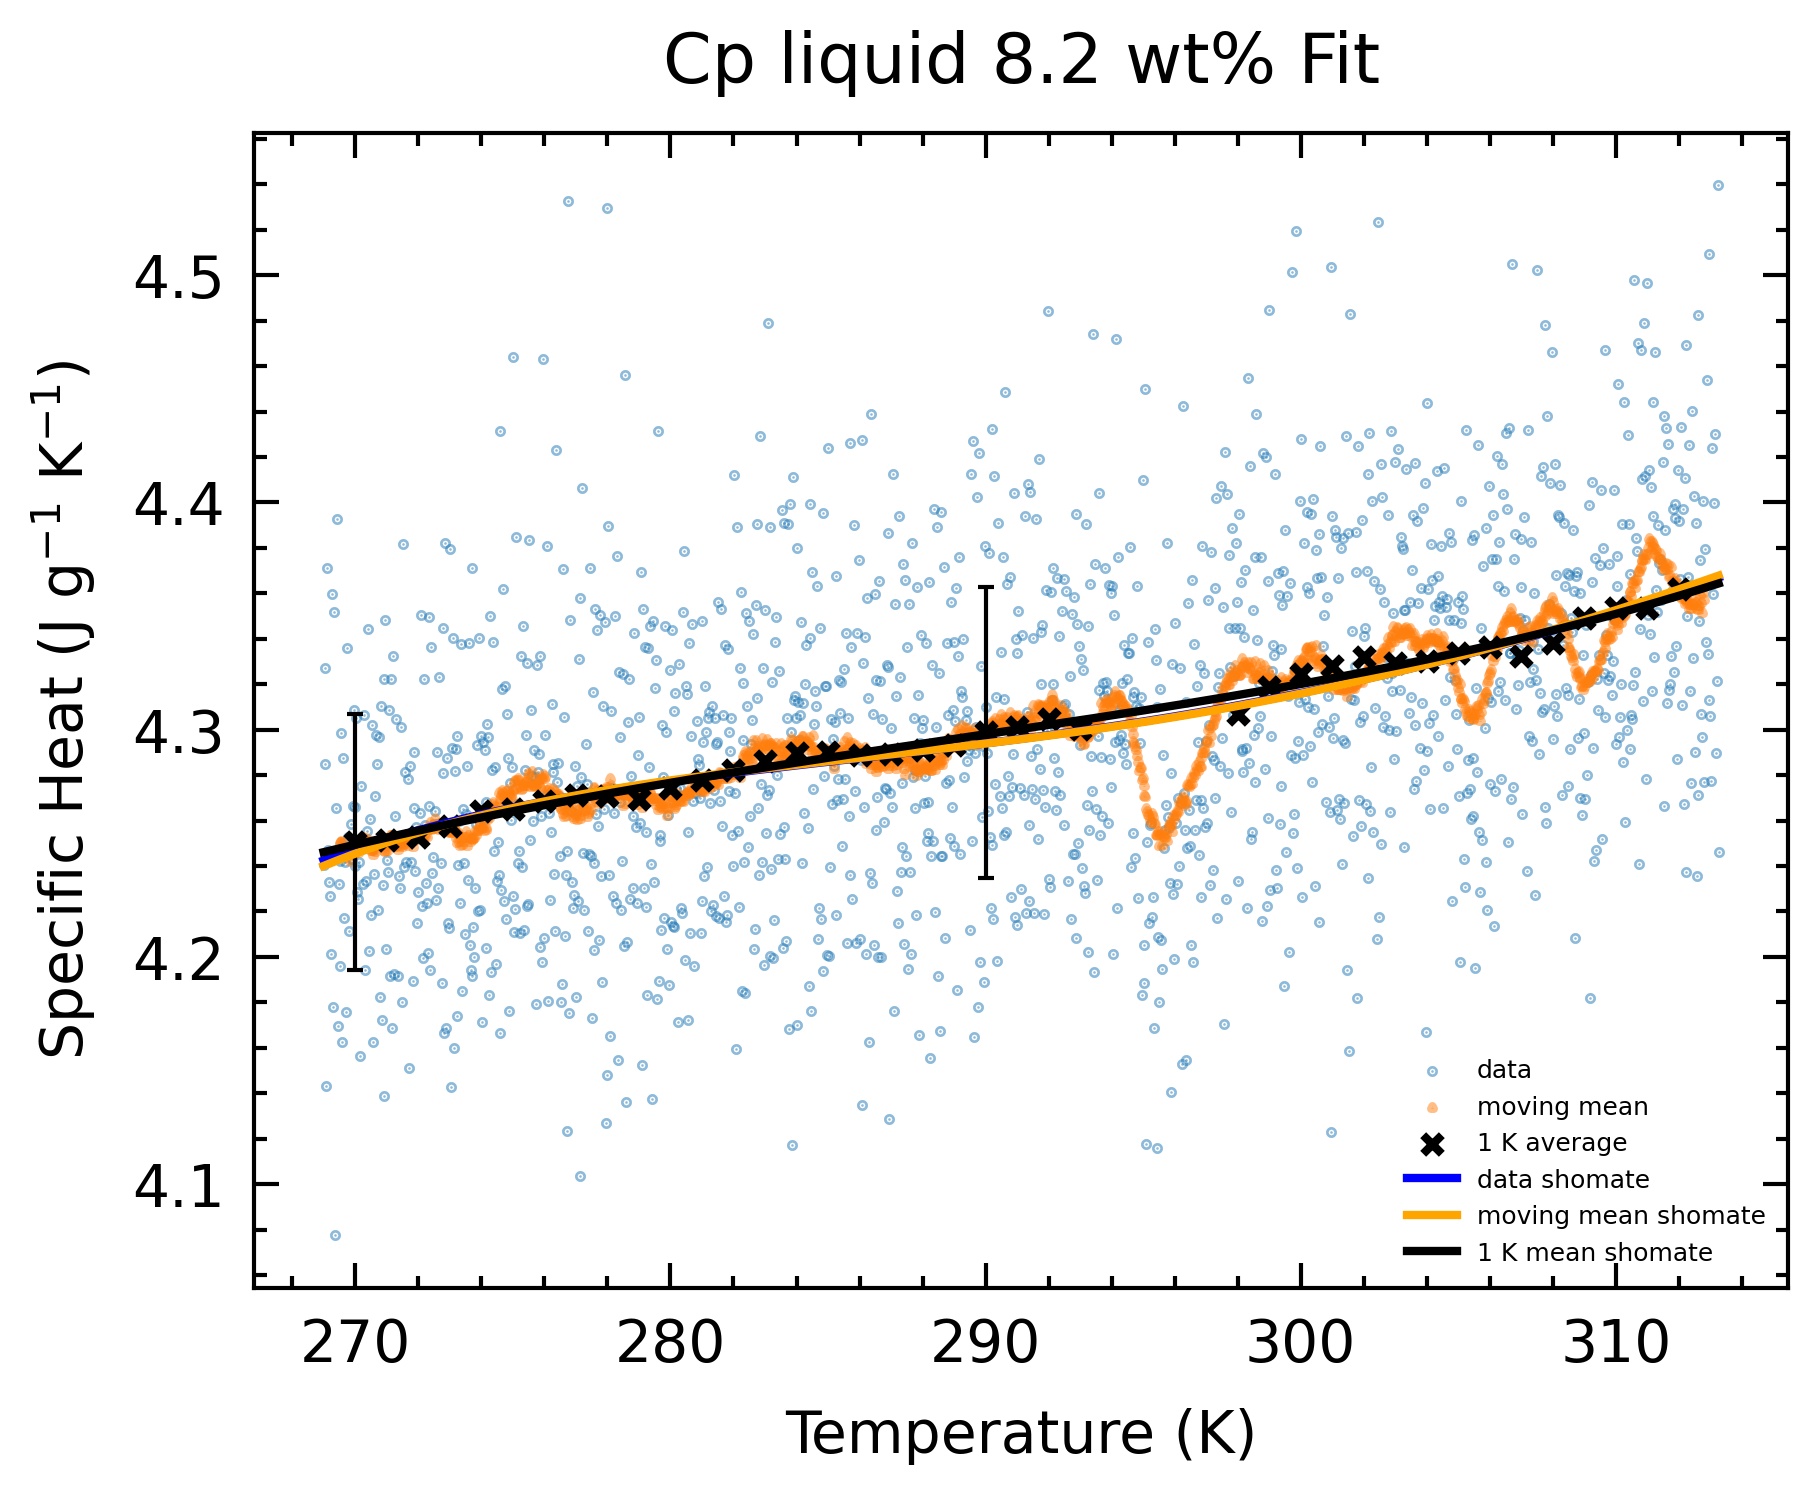 Cp liquid 8.2 wt% Fit
Specific Heat (J g⁻¹ K⁻¹)
4.5
4.4
4.3
4.2
4.1
data
moving mean
1 K average
data shomate
moving mean shomate
1 K mean shomate
270 280 290 300 310
Temperature (K)